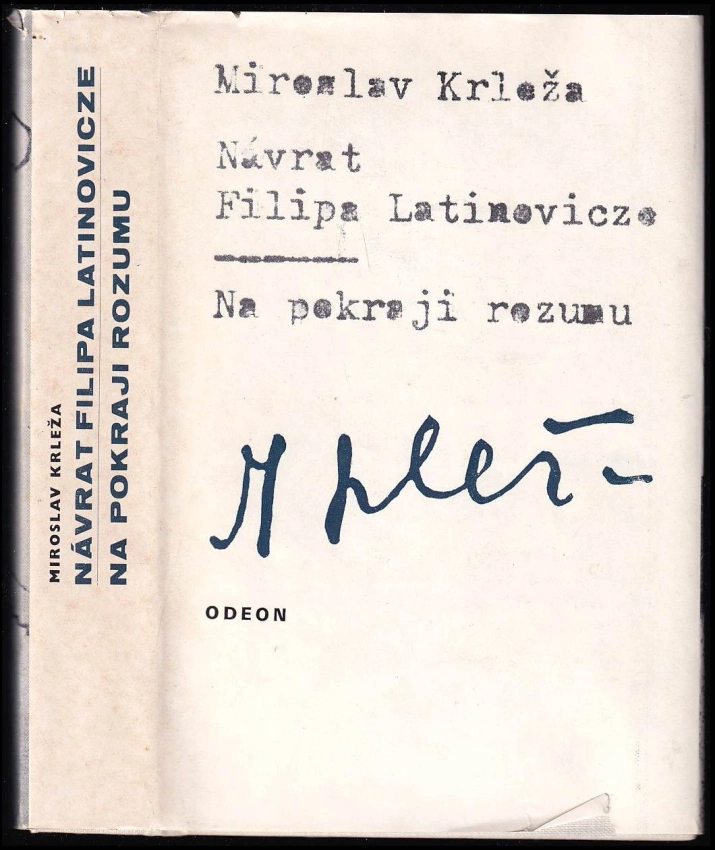 MIROSLAV KRLEŽA
NÁVRAT FILIPA LATINOVICZE
NA POKRAJI ROZUMU
Miroslav Krleža
Návrat
Filipa Latinovicze
Na pokraji rozumu
ODEON